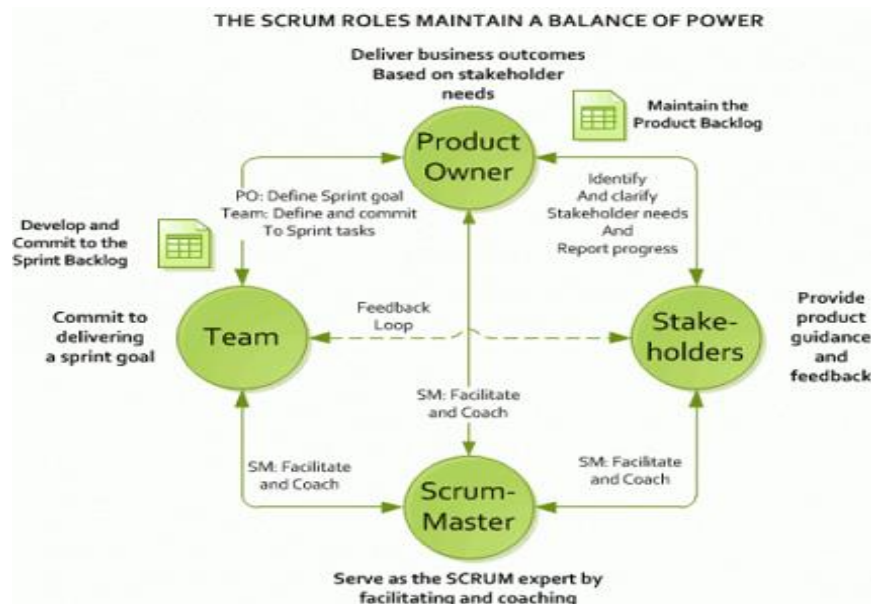 THE SCRUM ROLES MAINTAIN A BALANCE OF POWER
Deliver business outcomes
Based on stakeholder
needs
Maintain the
Product Backlog
Product
Owner
PO: Define Sprint goal
Team: Define and commit
To Sprint tasks
Identify
And clarify
Stakeholder needs
And
Report progress
Develop and
Commit to the
Sprint Backlog
Commit to
delivering
a sprint goal
Team
Feedback
Loop
Stake-
holders
Provide
product
guidance
and
feedback
SM: Facilitate
and Coach
SM: Facilitate
and Coach
SM: Facilitate
and Coach
Scrum-
Master
Serve as the SCRUM expert by
facilitating and coaching